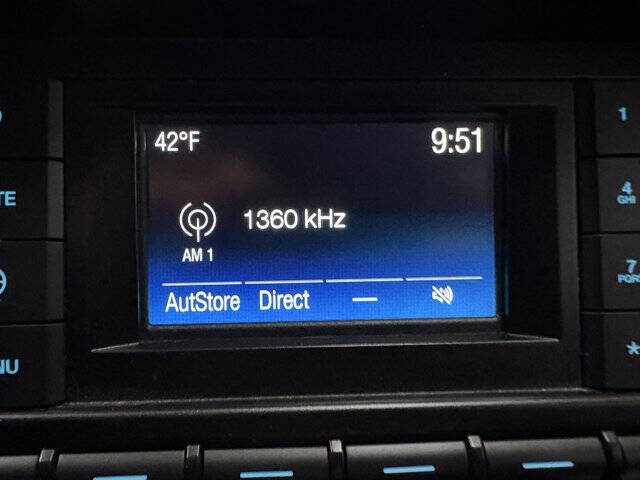 42°F 9:51
1360 kHz
AM 1
AutStore Direct —
1
4
GHI
7
PQRS
*
TE
NU